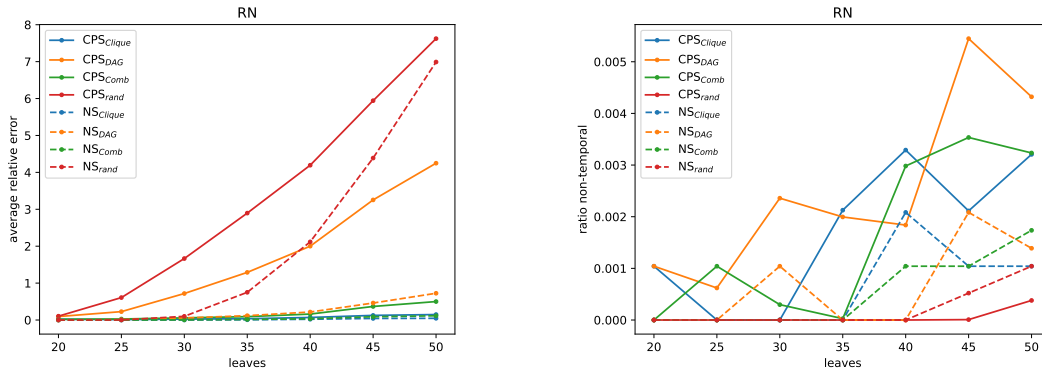 RN
8
7
6
5
4
3
2
1
0
average relative error
CPS_Clique
CPS_DAG
CPS_Comb
CPS_rand
NS_Clique
NS_DAG
NS_Comb
NS_rand
20 25 30 35 40 45 50
leaves
RN
0.005
0.004
0.003
0.002
0.001
0.000
ratio non-temporal
CPS_Clique
CPS_DAG
CPS_Comb
CPS_rand
NS_Clique
NS_DAG
NS_Comb
NS_rand
20 25 30 35 40 45 50
leaves